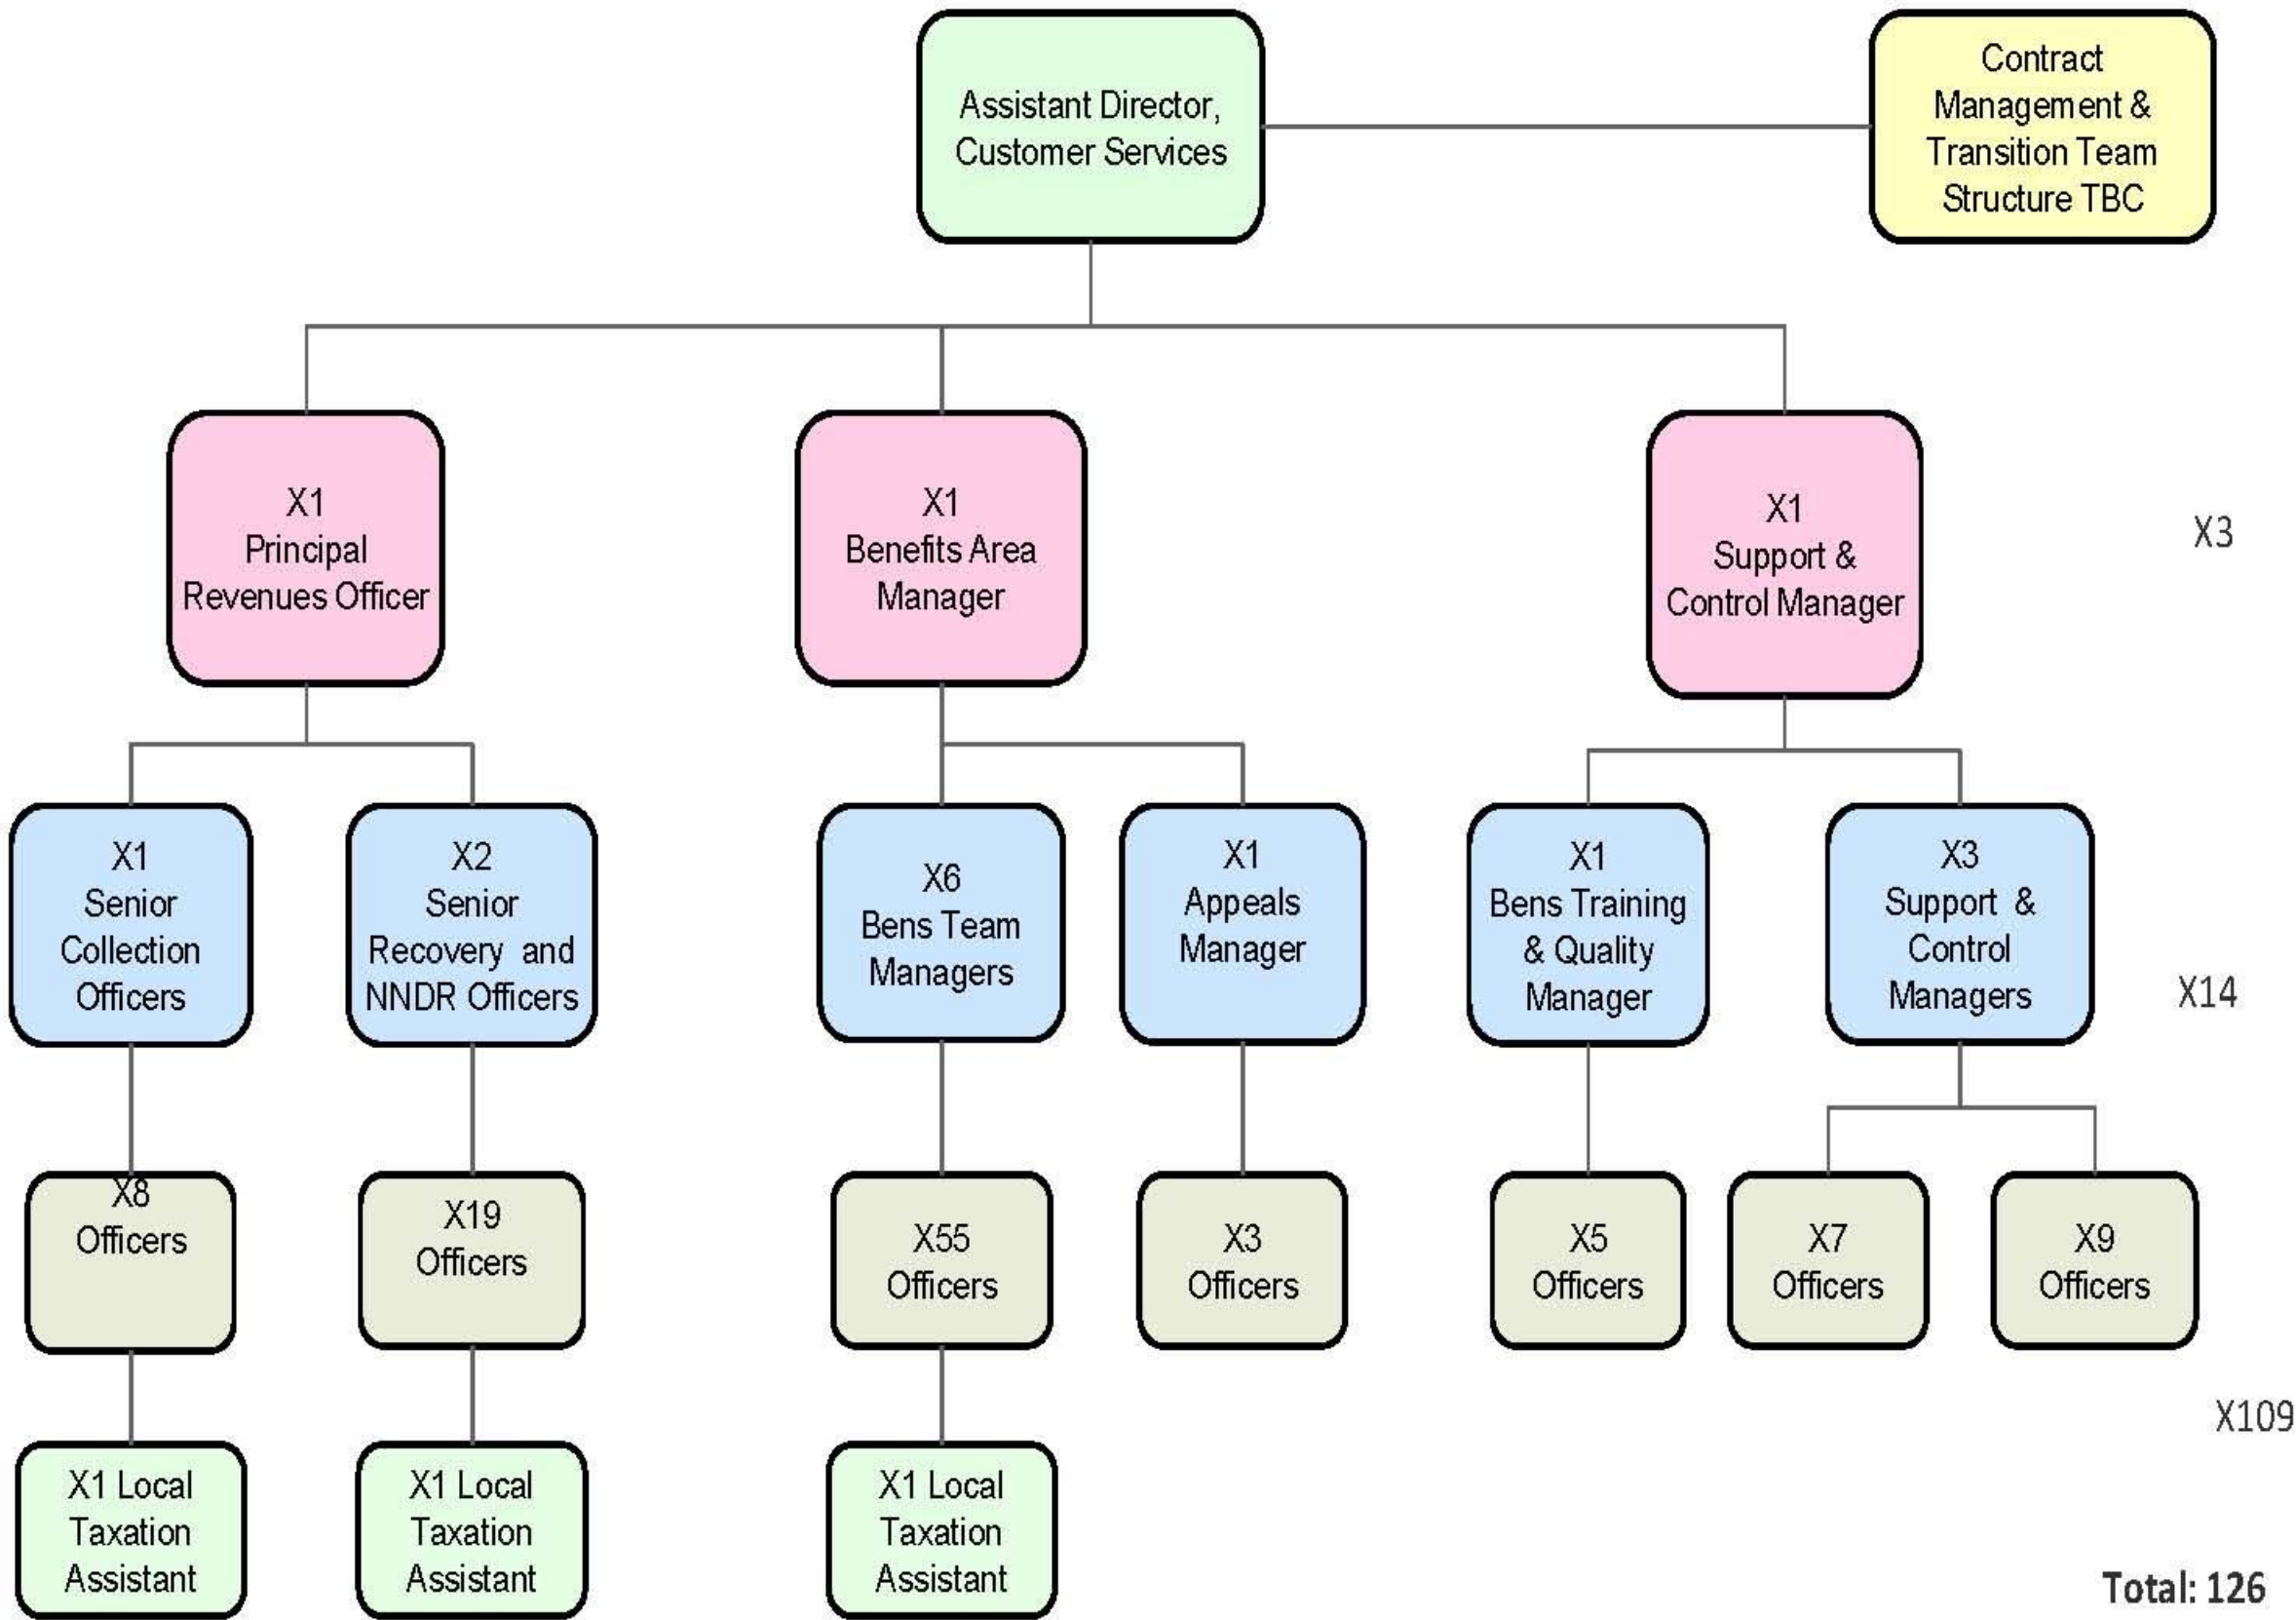 Assistant Director,
Customer Services
Contract
Management &
Transition Team
Structure TBC
X1
Principal
Revenues Officer
X1
Benefits Area
Manager
X1
Support &
Control Manager
X3
X1
Senior
Collection
Officers
X2
Senior
Recovery and
NNDR Officers
X6
Bens Team
Managers
X1
Appeals
Manager
X1
Bens Training
& Quality
Manager
X3
Support &
Control
Managers
X14
X8
Officers
X19
Officers
X55
Officers
X3
Officers
X5
Officers
X7
Officers
X9
Officers
X109
X1 Local
Taxation
Assistant
X1 Local
Taxation
Assistant
X1 Local
Taxation
Assistant
Total: 126